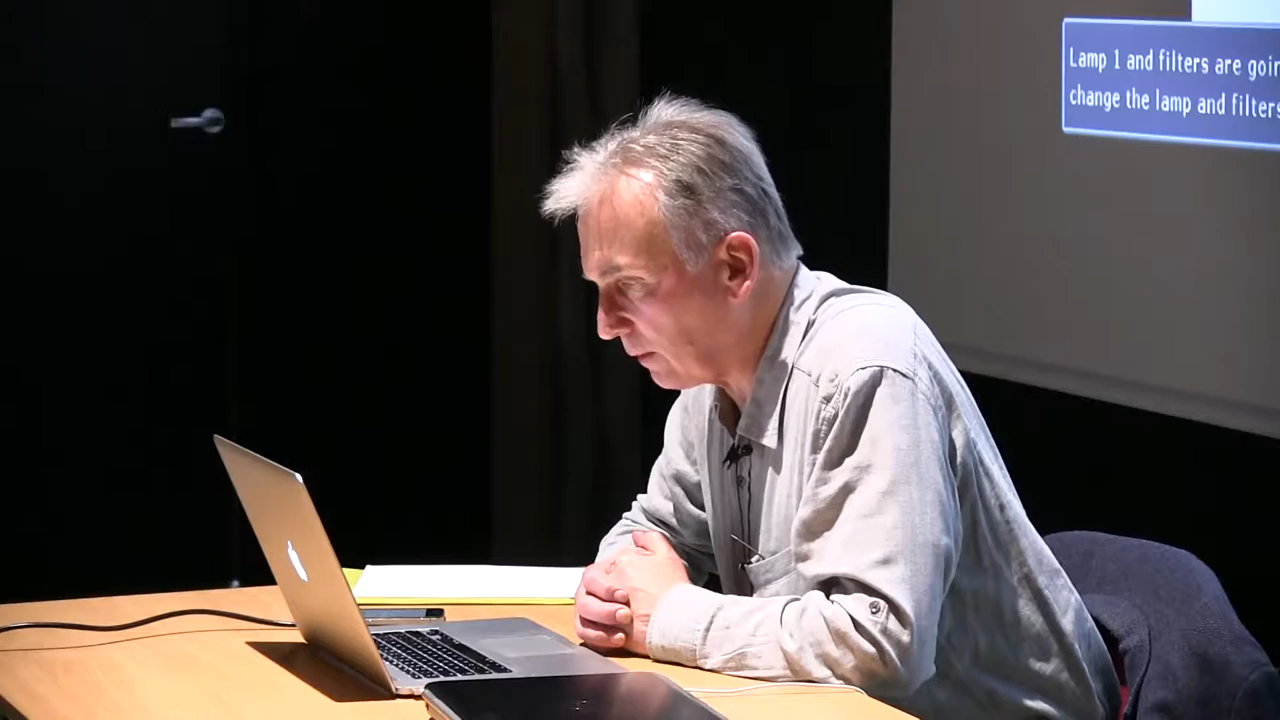 Lamp 1 and filters are
change the lamp and filters